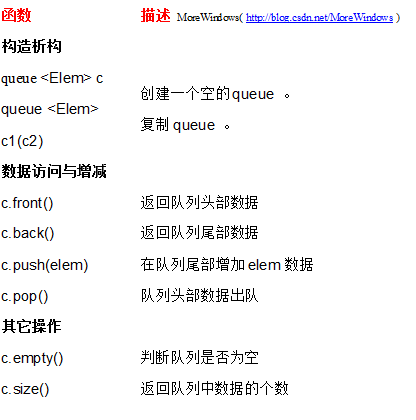 函数 描述 MoreWindows( http://blog.csdn.net/MoreWindows )
构造析构
queue <Elem> c 创建一个空的queue 。
queue <Elem> c1(c2) 复制 queue 。
数据访问与增减
c.front() 返回队列头部数据
c.back() 返回队列尾部数据
c.push(elem) 在队列尾部增加 elem 数据
c.pop() 队列头部数据出队
其它操作
c.empty() 判断队列是否为空
c.size() 返回队列中数据的个数